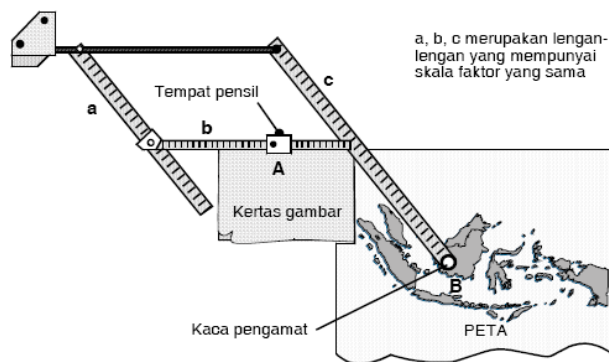 a, b, c merupakan lengan-
lengan yang mempunyai
skala faktor yang sama
c
a
Tempat pensil
b
A
Kertas gambar
B
Kaca pengamat
PETA